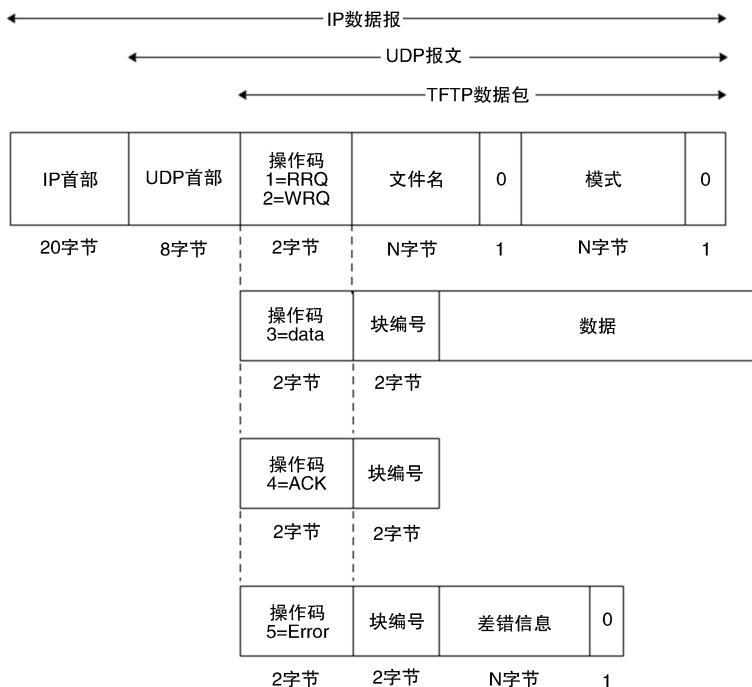 IP数据报
UDP报文
TFTP数据包
IP首部
UDP首部
操作码
1=RRQ
2=WRQ
文件名
0
模式
0
20字节
8字节
2字节
N字节
1
N字节
1
操作码
3=data
块编号
数据
2字节
2字节
操作码
4=ACK
块编号
2字节
2字节
操作码
5=Error
块编号
差错信息
0
2字节
2字节
N字节
1